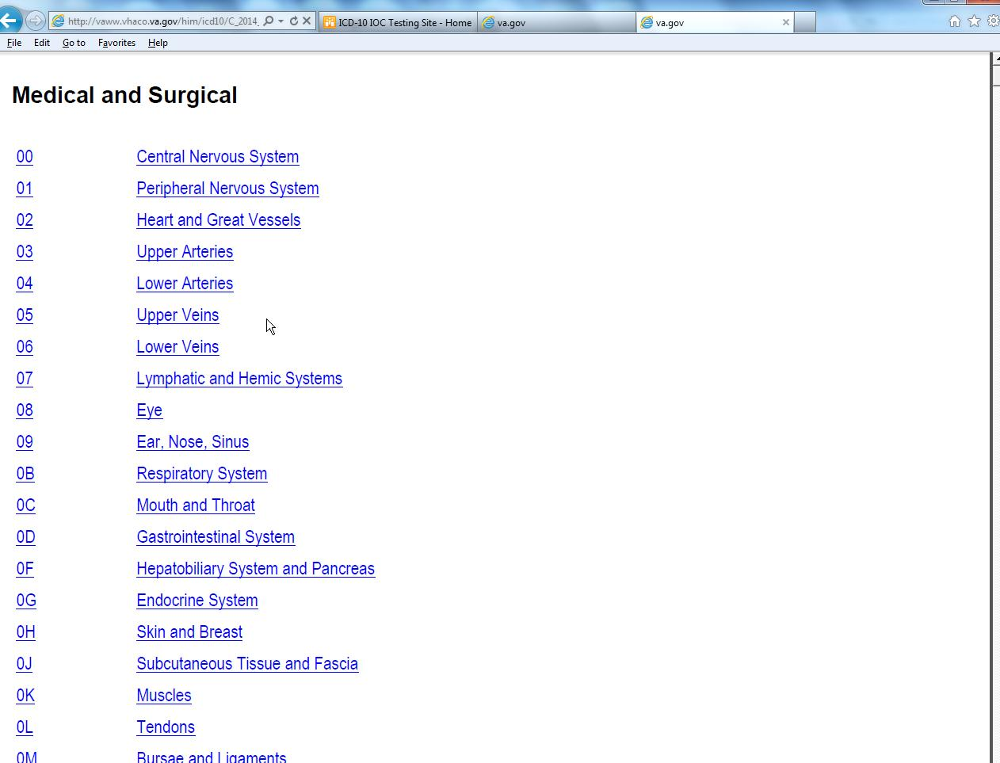 http://vaww.vhaco.va.gov/him/icd10/C_2014_
ICD-10 IOC Testing Site - Home
va.gov
va.gov
File Edit Go to Favorites Help
Medical and Surgical
00 Central Nervous System
01 Peripheral Nervous System
02 Heart and Great Vessels
03 Upper Arteries
04 Lower Arteries
05 Upper Veins
06 Lower Veins
07 Lymphatic and Hemic Systems
08 Eye
09 Ear, Nose, Sinus
0B Respiratory System
0C Mouth and Throat
0D Gastrointestinal System
0F Hepatobiliary System and Pancreas
0G Endocrine System
0H Skin and Breast
0J Subcutaneous Tissue and Fascia
0K Muscles
0L Tendons
0M Bursae and Ligaments